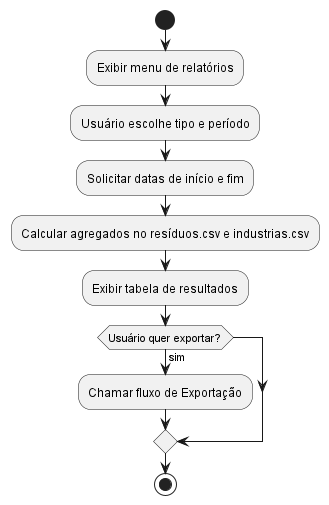 Exibir menu de relatórios
Usuário escolhe tipo e período
Solicitar datas de início e fim
Calcular agregados no resíduos.csv e industrias.csv
Exibir tabela de resultados
Usuário quer exportar?
sim
Chamar fluxo de Exportação